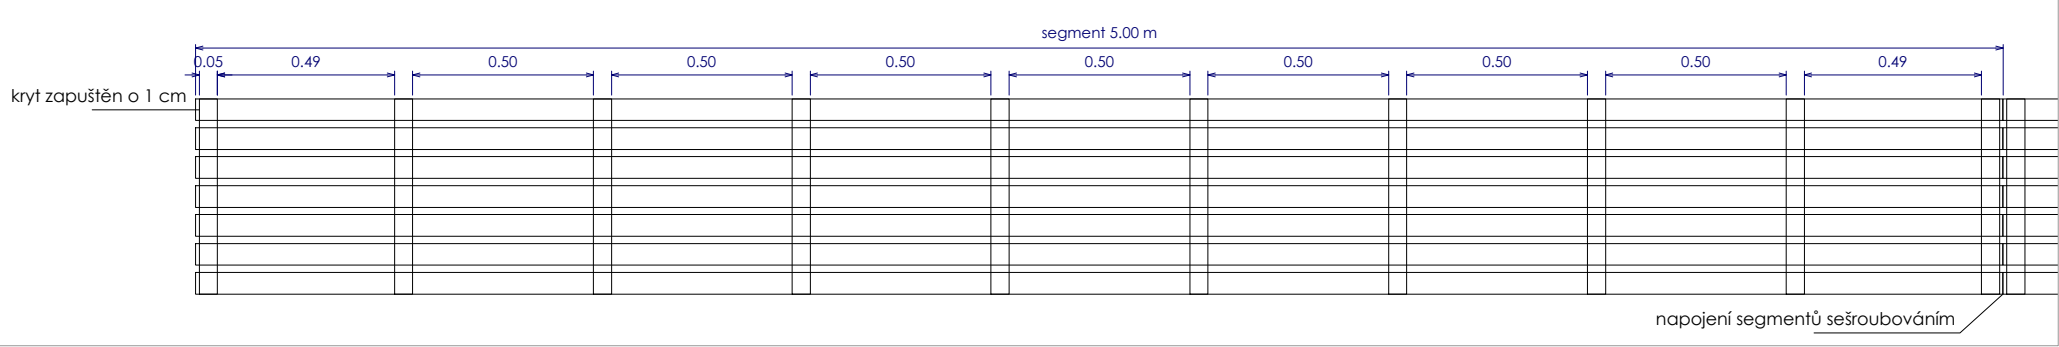 segment 5.00 m
0.05 0.49 0.50 0.50 0.50 0.50 0.50 0.50 0.50 0.49
kryt zapuštěn o 1 cm
napojení segmentů sešroubováním